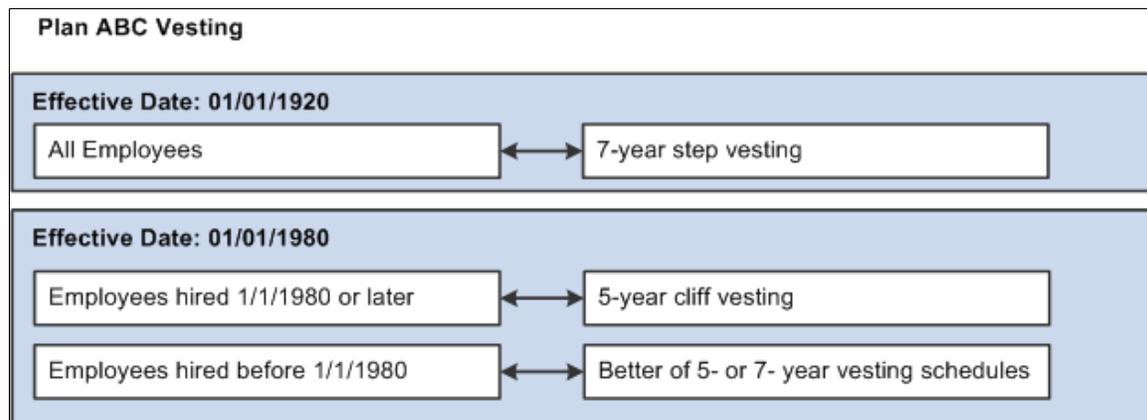 Plan ABC Vesting
Effective Date: 01/01/1920
All Employees
7-year step vesting
Effective Date: 01/01/1980
Employees hired 1/1/1980 or later
5-year cliff vesting
Employees hired before 1/1/1980
Better of 5- or 7- year vesting schedules